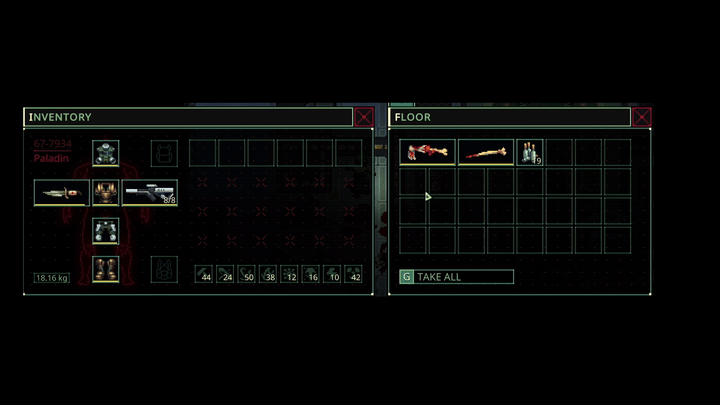 INVENTORY
67-7934
Paladin
8/8
18.16 kg
44 24 50 38 12 16 10 42
FLOOR
79
G TAKE ALL